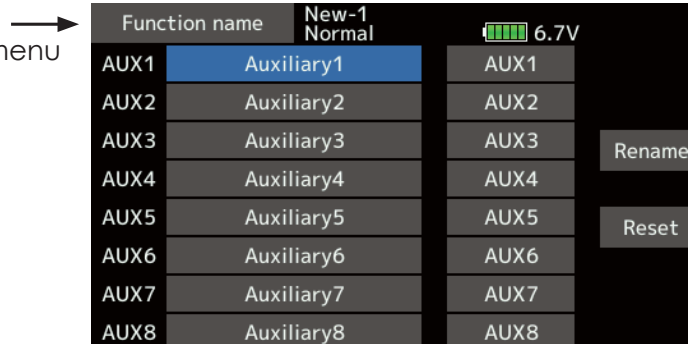 Function name New-1
Normal 6.7V
menu
AUX1 Auxiliary1 AUX1
AUX2 Auxiliary2 AUX2
AUX3 Auxiliary3 AUX3
Rename
AUX4 Auxiliary4 AUX4
AUX5 Auxiliary5 AUX5
Reset
AUX6 Auxiliary6 AUX6
AUX7 Auxiliary7 AUX7
AUX8 Auxiliary8 AUX8